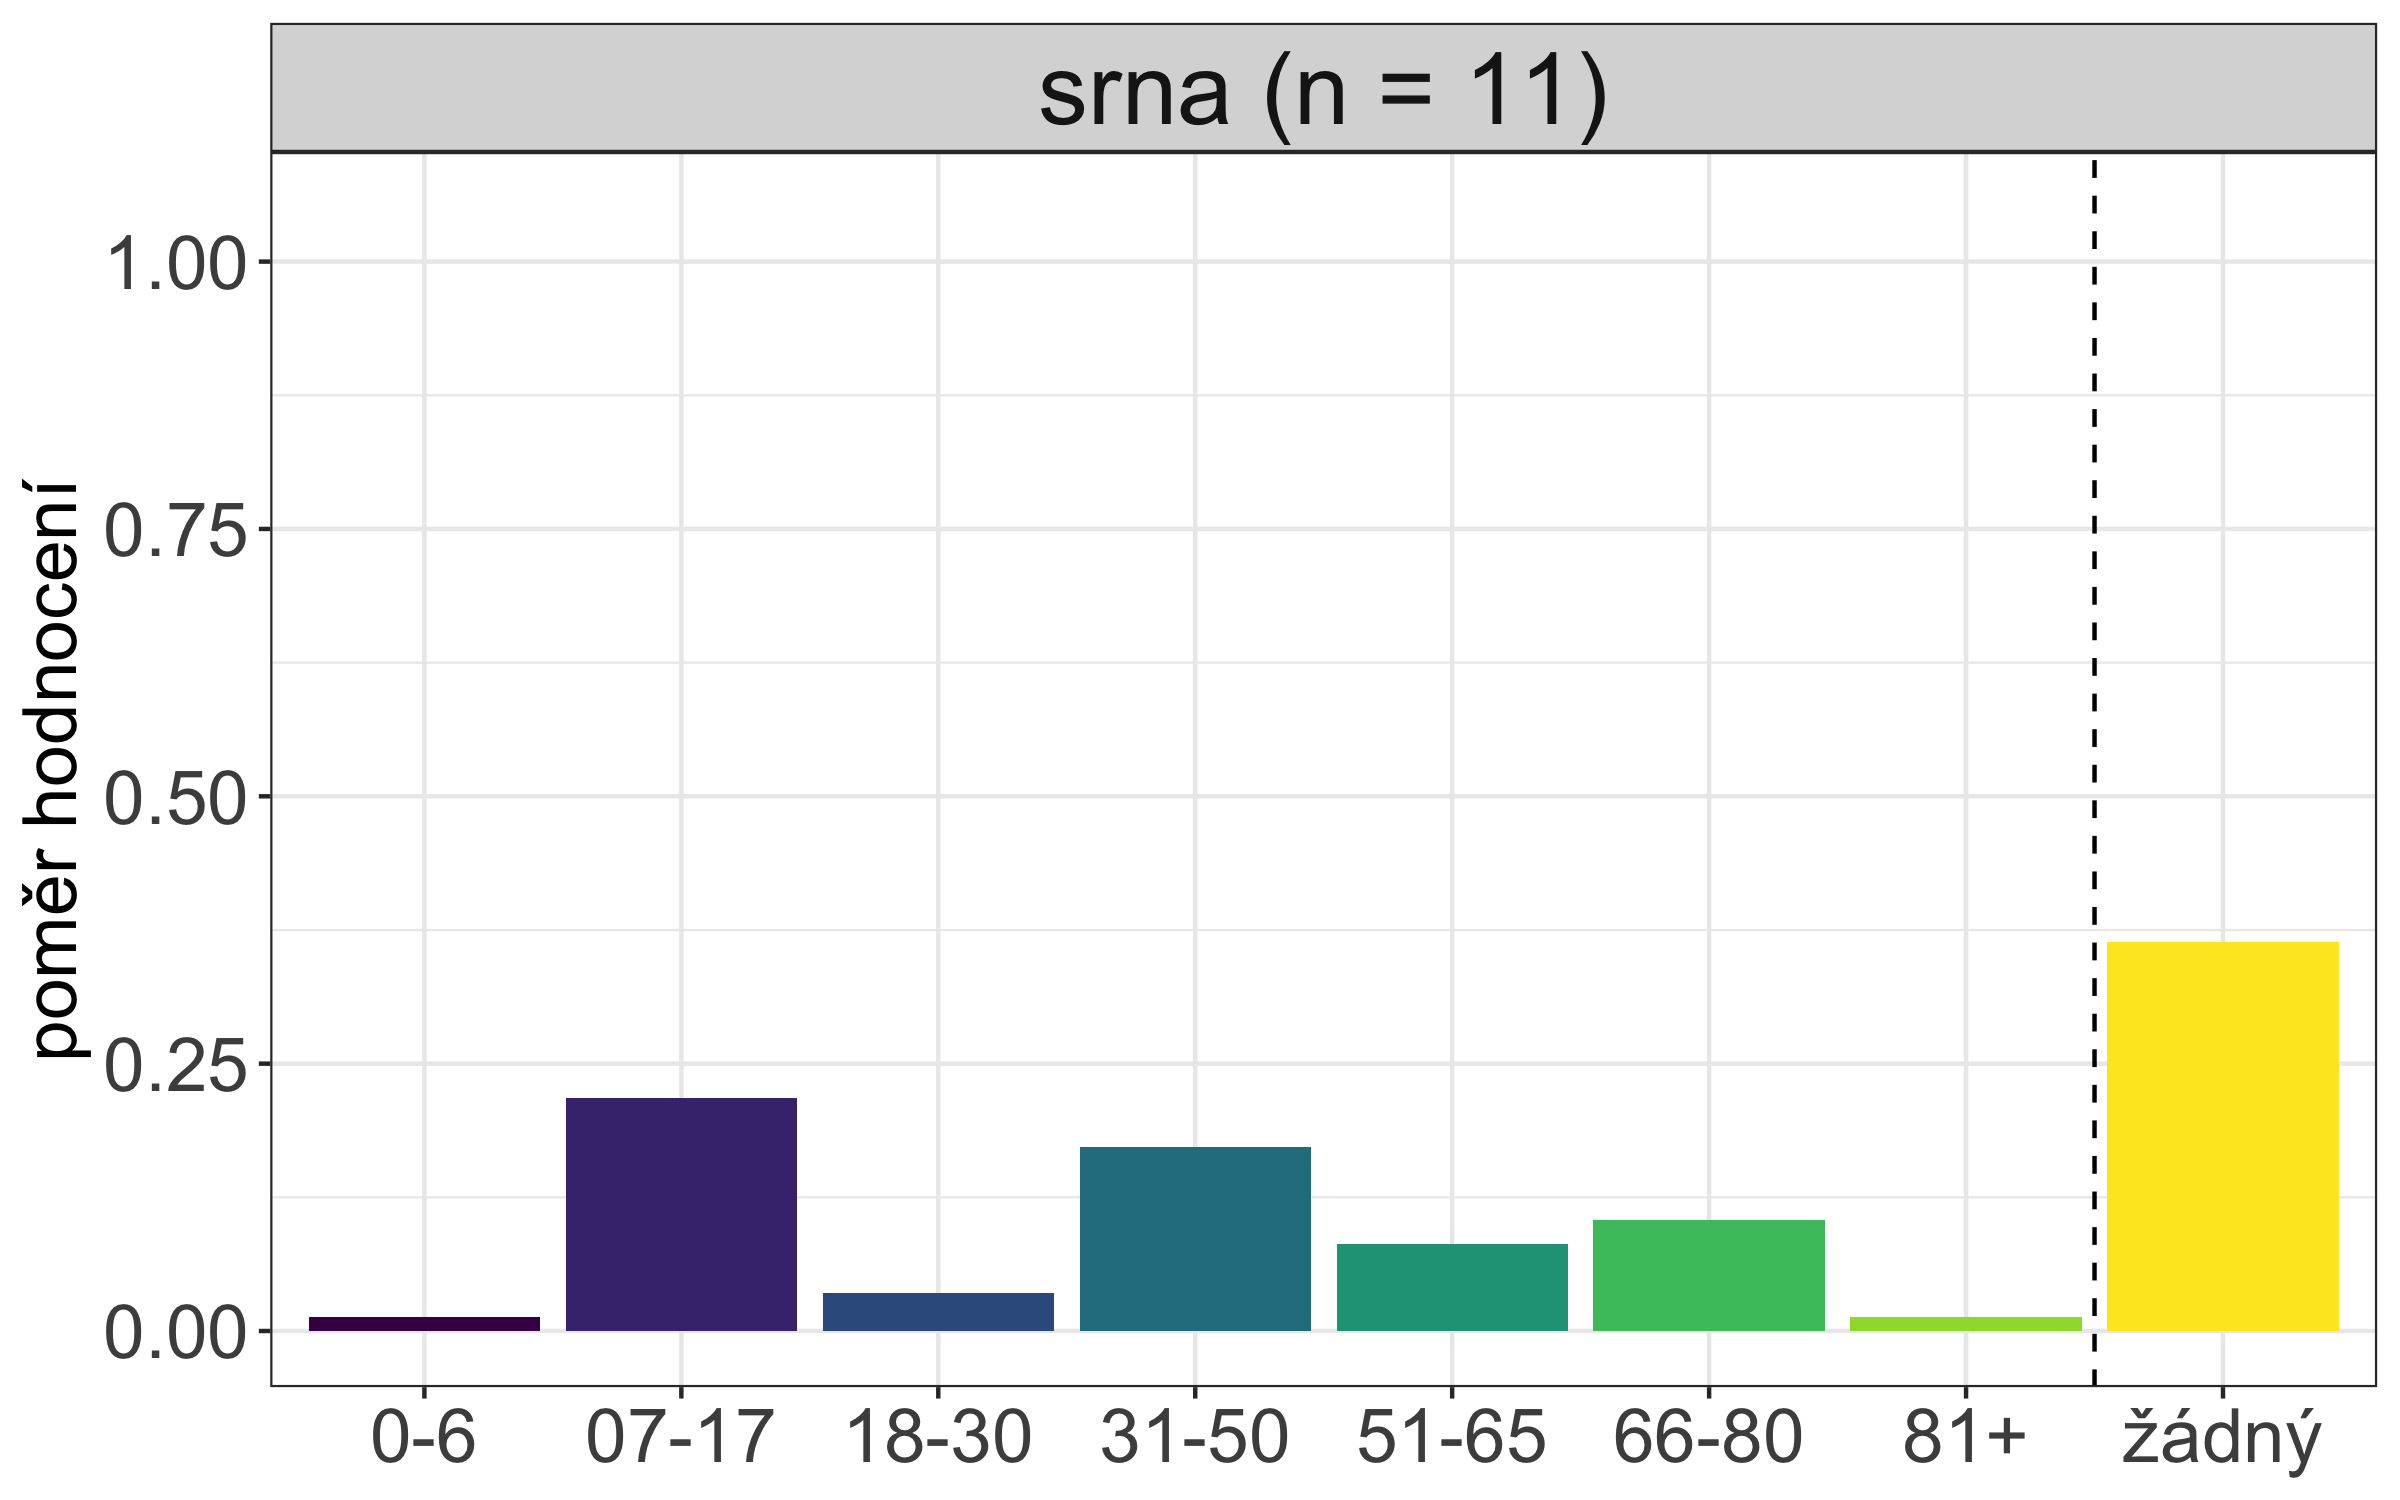 srna (n = 11)
poměr hodnocení
1.00
0.75
0.50
0.25
0.00
0-6 07-17 18-30 31-50 51-65 66-80 81+ žádný